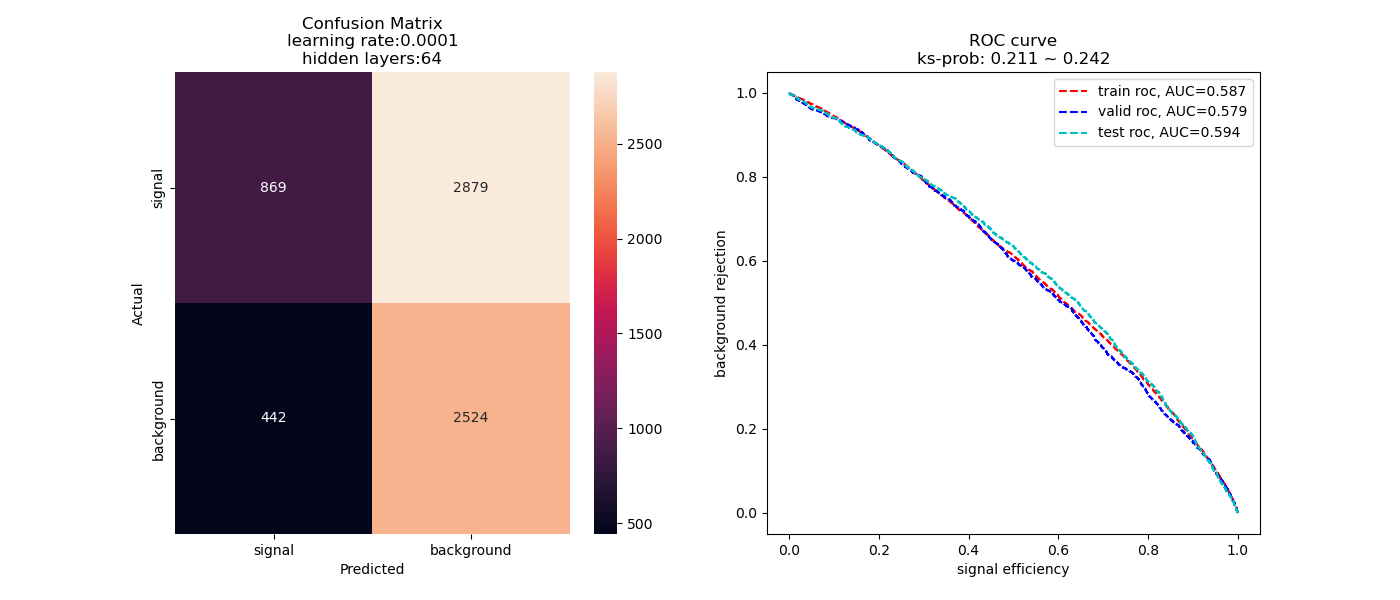 Confusion Matrix
learning rate:0.0001
hidden layers:64
signal
background
Actual
869
2879
442
2524
signal
background
Predicted
2500
2000
1500
1000
500
ROC curve
ks-prob: 0.211 ~ 0.242
train roc, AUC=0.587
valid roc, AUC=0.579
test roc, AUC=0.594
background rejection
1.0
0.8
0.6
0.4
0.2
0.0
0.0
0.2
0.4
0.6
0.8
1.0
signal efficiency